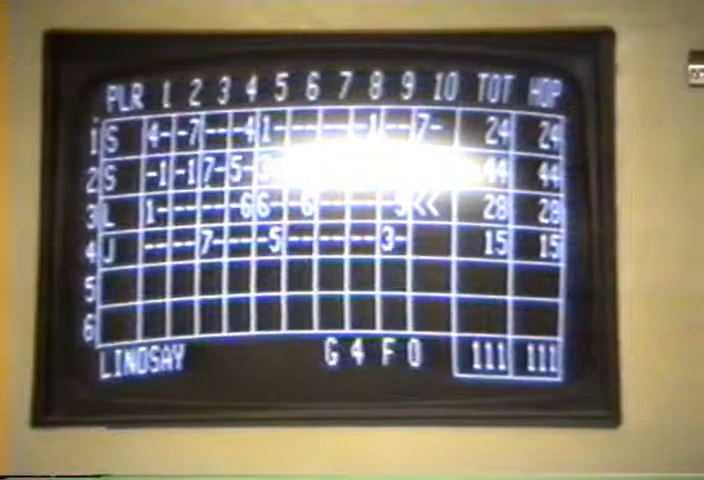 PLR 1 2 3 4 5 6 7 8 9 10 TOT HDP
1 S 4- -7 -- -4 1- -- -- -1 -- 7- 24 24
2 S -1 -1 7- 5- 44 44
3 L 1- -- -- -6 6- -6 -- -- << 28 28
4 J -- -- 7- -- -5 -- -- -- 3- 15 15
5
6
LINDSAY G 4 F 0 111 111